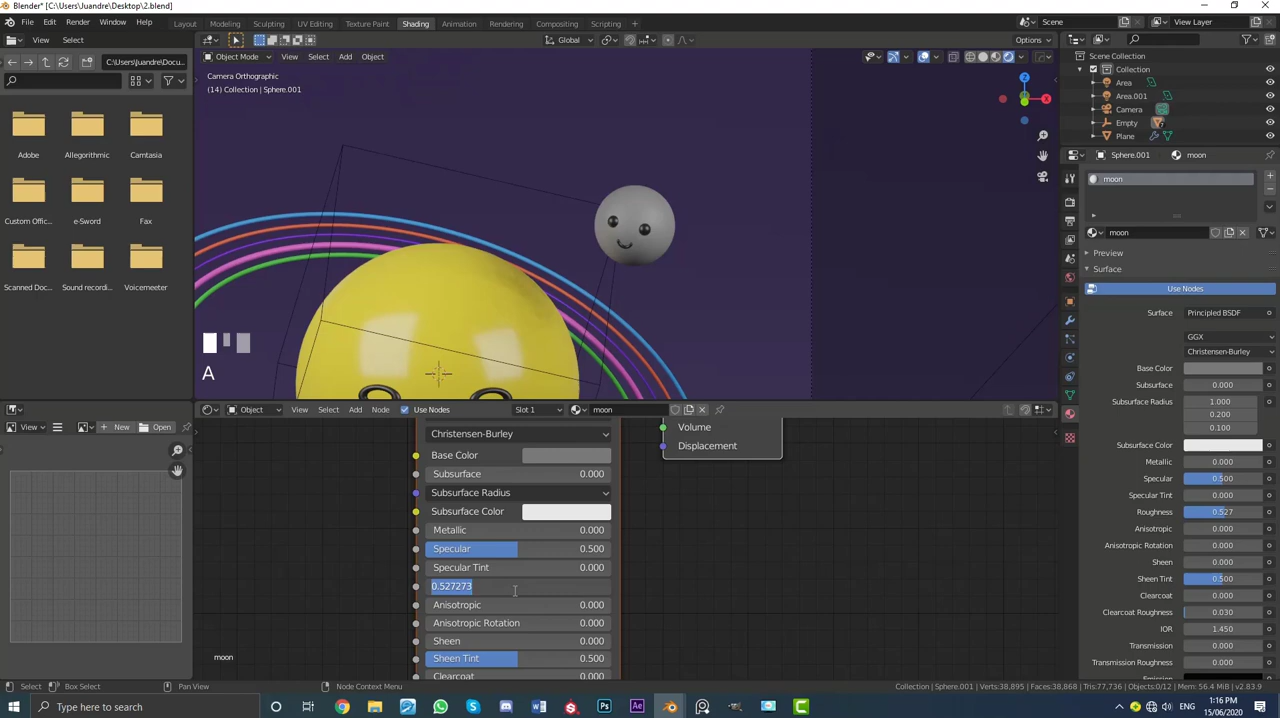 Blender* [C:\Users\Juandre\Desktop\2.blend]
File Edit Render Window Help
Layout Modeling Sculpting UV Editing Texture Paint Shading Animation Rendering Compositing Scripting
Scene View Layer
View Select
Global
Options
C:\Users\Juandre\Docu...
Object Mode View Select Add Object
Camera Orthographic
(14) Collection | Sphere.001
Z
X
Scene Collection
Collection
Area
Area.001
Camera
Empty
Plane
Adobe Allegorithmic Camtasia
Custom Offic... e-Sword Fax
Scanned Doc... Sound recordi... Voicemeeter
Sphere.001 moon
moon
moon
Preview
Surface
Use Nodes
Surface Principled BSDF
GGX
Christensen-Burley
Base Color
Subsurface 0.000
Subsurface Radius 1.000
0.200
0.100
Subsurface Color
Metallic 0.000
Specular 0.500
Specular Tint 0.000
Roughness 0.527
Anisotropic 0.000
Anisotropic Rotation 0.000
Sheen 0.000
Sheen Tint 0.500
Clearcoat 0.000
Clearcoat Roughness 0.030
IOR 1.450
Transmission 0.000
Transmission Roughness 0.000
Emission
A
View New Open
Object View Select Add Node Use Nodes Slot 1 moon
Christensen-Burley
Base Color
Subsurface 0.000
Subsurface Radius
Subsurface Color
Metallic 0.000
Specular 0.500
Specular Tint 0.000
0.527273
Anisotropic 0.000
Anisotropic Rotation 0.000
Sheen 0.000
Sheen Tint 0.500
Clearcoat 0.000
Volume
Displacement
moon
Select Box Select Pan View Node Context Menu
Collection | Sphere.001 | Verts:38,895 | Faces:38,868 | Tris:77,736 | Objects:0/12 | Mem: 56.4 MiB | v2.83.9
Type here to search
1:16 PM
15/06/2020